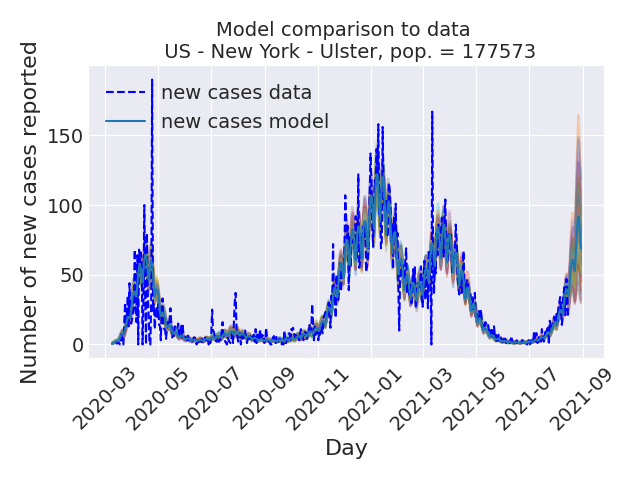 Model comparison to data
US - New York - Ulster, pop. = 177573
Number of new cases reported
new cases data
new cases model
150
100
50
0
2020-03
2020-05
2020-07
2020-09
2020-11
2021-01
2021-03
2021-05
2021-07
2021-09
Day